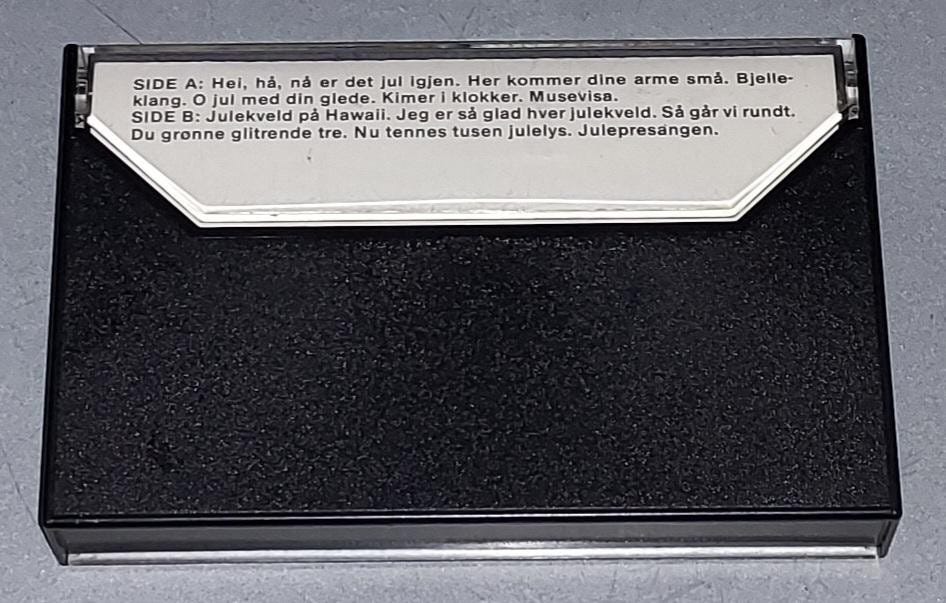 SIDE A: Hei, hå, nå er det jul igjen. Her kommer dine arme små. Bjelle-
klang. O jul med din glede. Kimer i klokker. Musevisa.
SIDE B: Julekveld på Hawaii. Jeg er så glad hver julekveld. Så går vi rundt.
Du grønne glitrende tre. Nu tennes tusen julelys. Julepresangen.